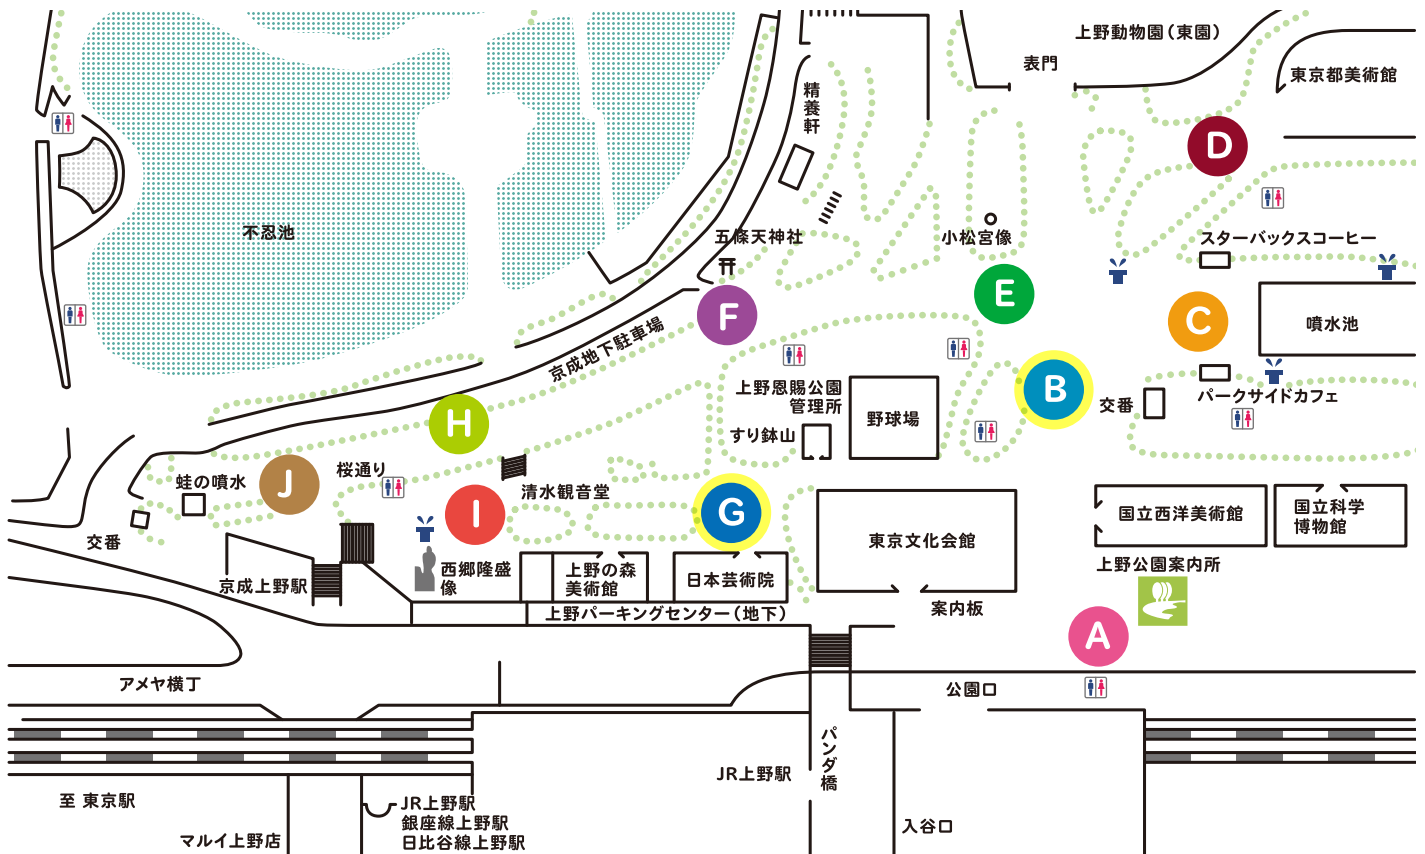 上野動物園（東園）
表門
東京都美術館
精養軒
D
不忍池
五條天神社
小松宮像
スターバックスコーヒー
E
F
C
噴水池
京成地下駐車場
上野恩賜公園
管理所
B
パークサイドカフェ
交番
野球場
H
すり鉢山
桜通り
J
蛙の噴水
清水観音堂
I
G
国立西洋美術館
国立科学
博物館
東京文化会館
交番
京成上野駅
西郷隆盛
像
上野の森
美術館
日本芸術院
上野公園案内所
上野パーキングセンター（地下）
案内板
A
アメヤ横丁
公園口
パンダ橋
JR上野駅
至 東京駅
JR上野駅
銀座線上野駅
日比谷線上野駅
マルイ上野店
入谷口